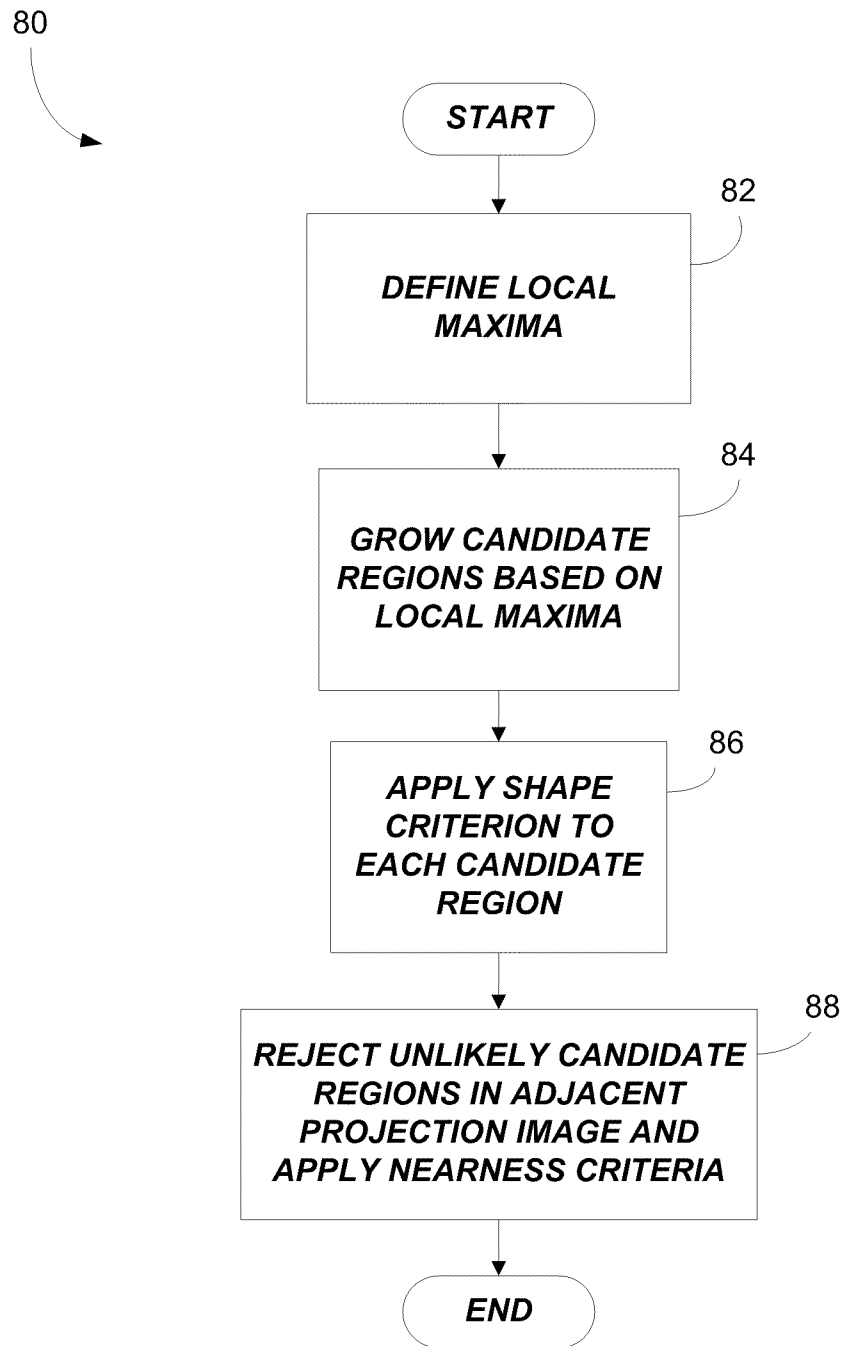 80
START
82
DEFINE LOCAL
MAXIMA
84
GROW CANDIDATE
REGIONS BASED ON
LOCAL MAXIMA
86
APPLY SHAPE
CRITERION TO
EACH CANDIDATE
REGION
88
REJECT UNLIKELY CANDIDATE
REGIONS IN ADJACENT
PROJECTION IMAGE AND
APPLY NEARNESS CRITERIA
END